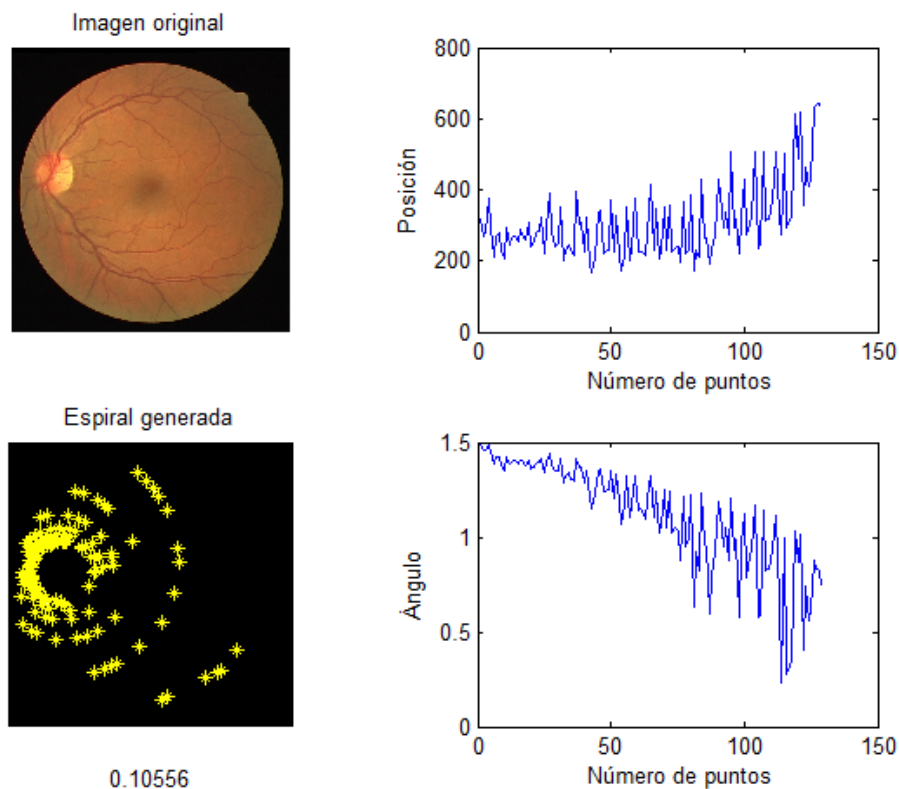 Imagen original
800
600
400
200
0
Posición
0 50 100 150
Número de puntos
Espiral generada
0.10556
1.5
1
0.5
0
Ángulo
0 50 100 150
Número de puntos